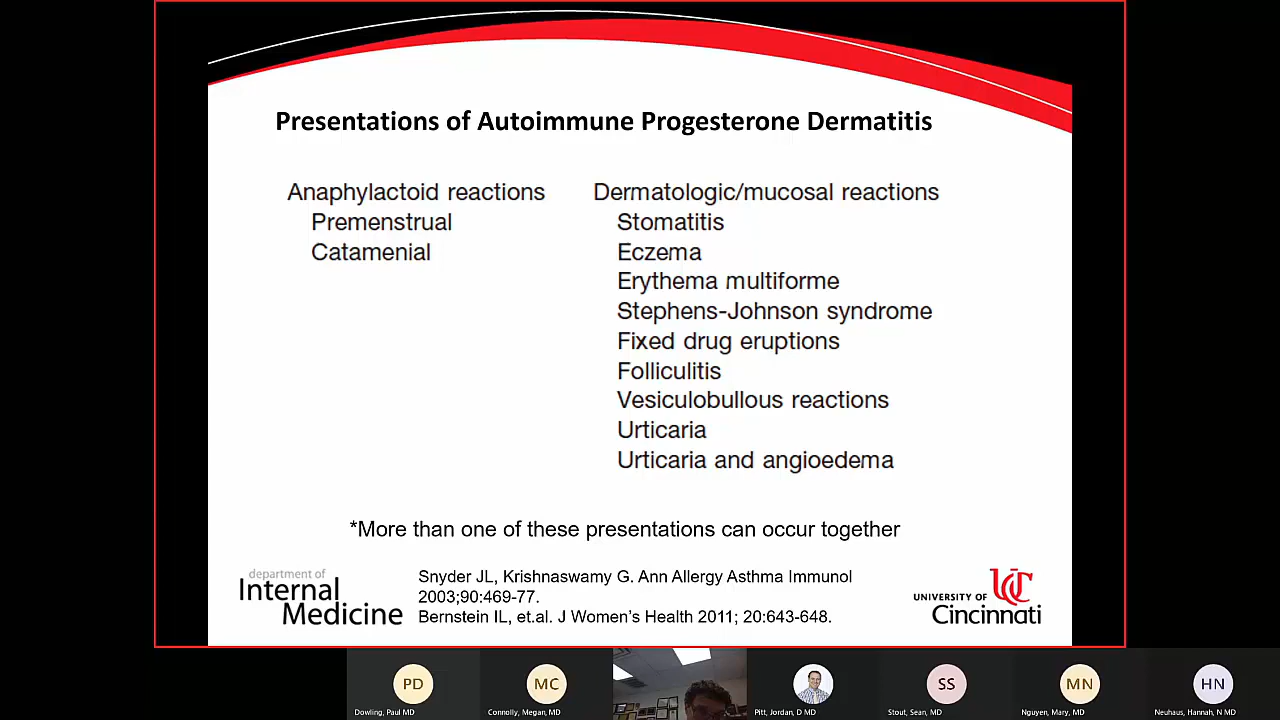 Presentations of Autoimmune Progesterone Dermatitis
Anaphylactoid reactions
Premenstrual
Catamenial
Dermatologic/mucosal reactions
Stomatitis
Eczema
Erythema multiforme
Stephens-Johnson syndrome
Fixed drug eruptions
Folliculitis
Vesiculobullous reactions
Urticaria
Urticaria and angioedema
*More than one of these presentations can occur together
department of
Internal
Medicine
Snyder JL, Krishnaswamy G. Ann Allergy Asthma Immunol
2003;90:469-77.
Bernstein IL, et.al. J Women's Health 2011; 20:643-648.
UC
UNIVERSITY OF
Cincinnati
PD
MC
SS
MN
HN
Dowling, Paul MD
Connolly, Megan, MD
Pitt, Jordan, D MD
Stout, Sean, MD
Nguyen, Mary, MD
Neuhaus, Hannah, N MD